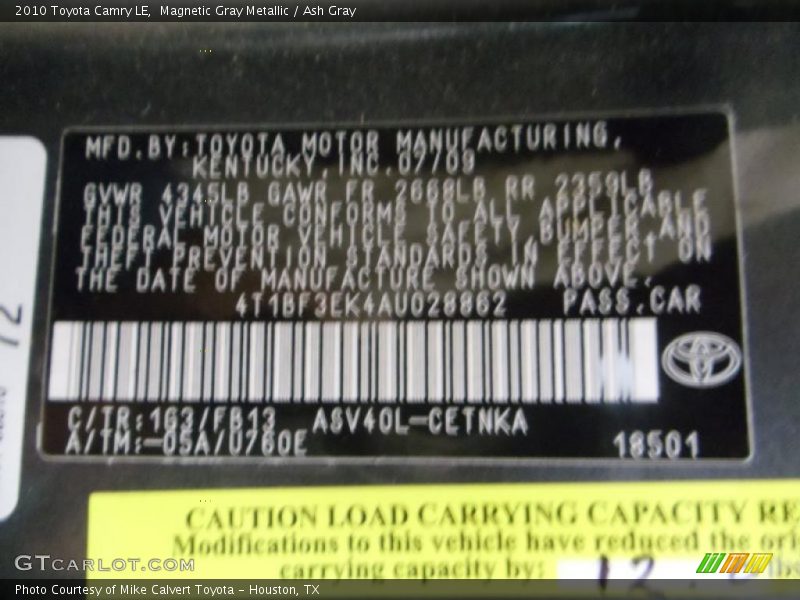 2010 Toyota Camry LE,  Magnetic Gray Metallic / Ash Gray
MFD.BY:TOYOTA MOTOR MANUFACTURING,
KENTUCKY,INC.07/09
GVWR 4345LB GAWR FR 2668LB RR 2359LB
THIS VEHICLE CONFORMS TO ALL APPLICABLE
FEDERAL MOTOR VEHICLE SAFETY,BUMPER,AND
THEFT PREVENTION STANDARDS IN EFFECT ON
THE DATE OF MANUFACTURE SHOWN ABOVE.
4T1BF3EK4AU028862 PASS.CAR
C/TR:1G3/FB13 ASV40L-CETNKA
A/TM:-05A/U760E 18501
72
CAUTION LOAD CARRYING CAPACITY RE
Modifications to this vehicle have reduced the ori
carrying capacity by: 12
GTCARLOT.COM
Photo Courtesy of Mike Calvert Toyota – Houston, TX